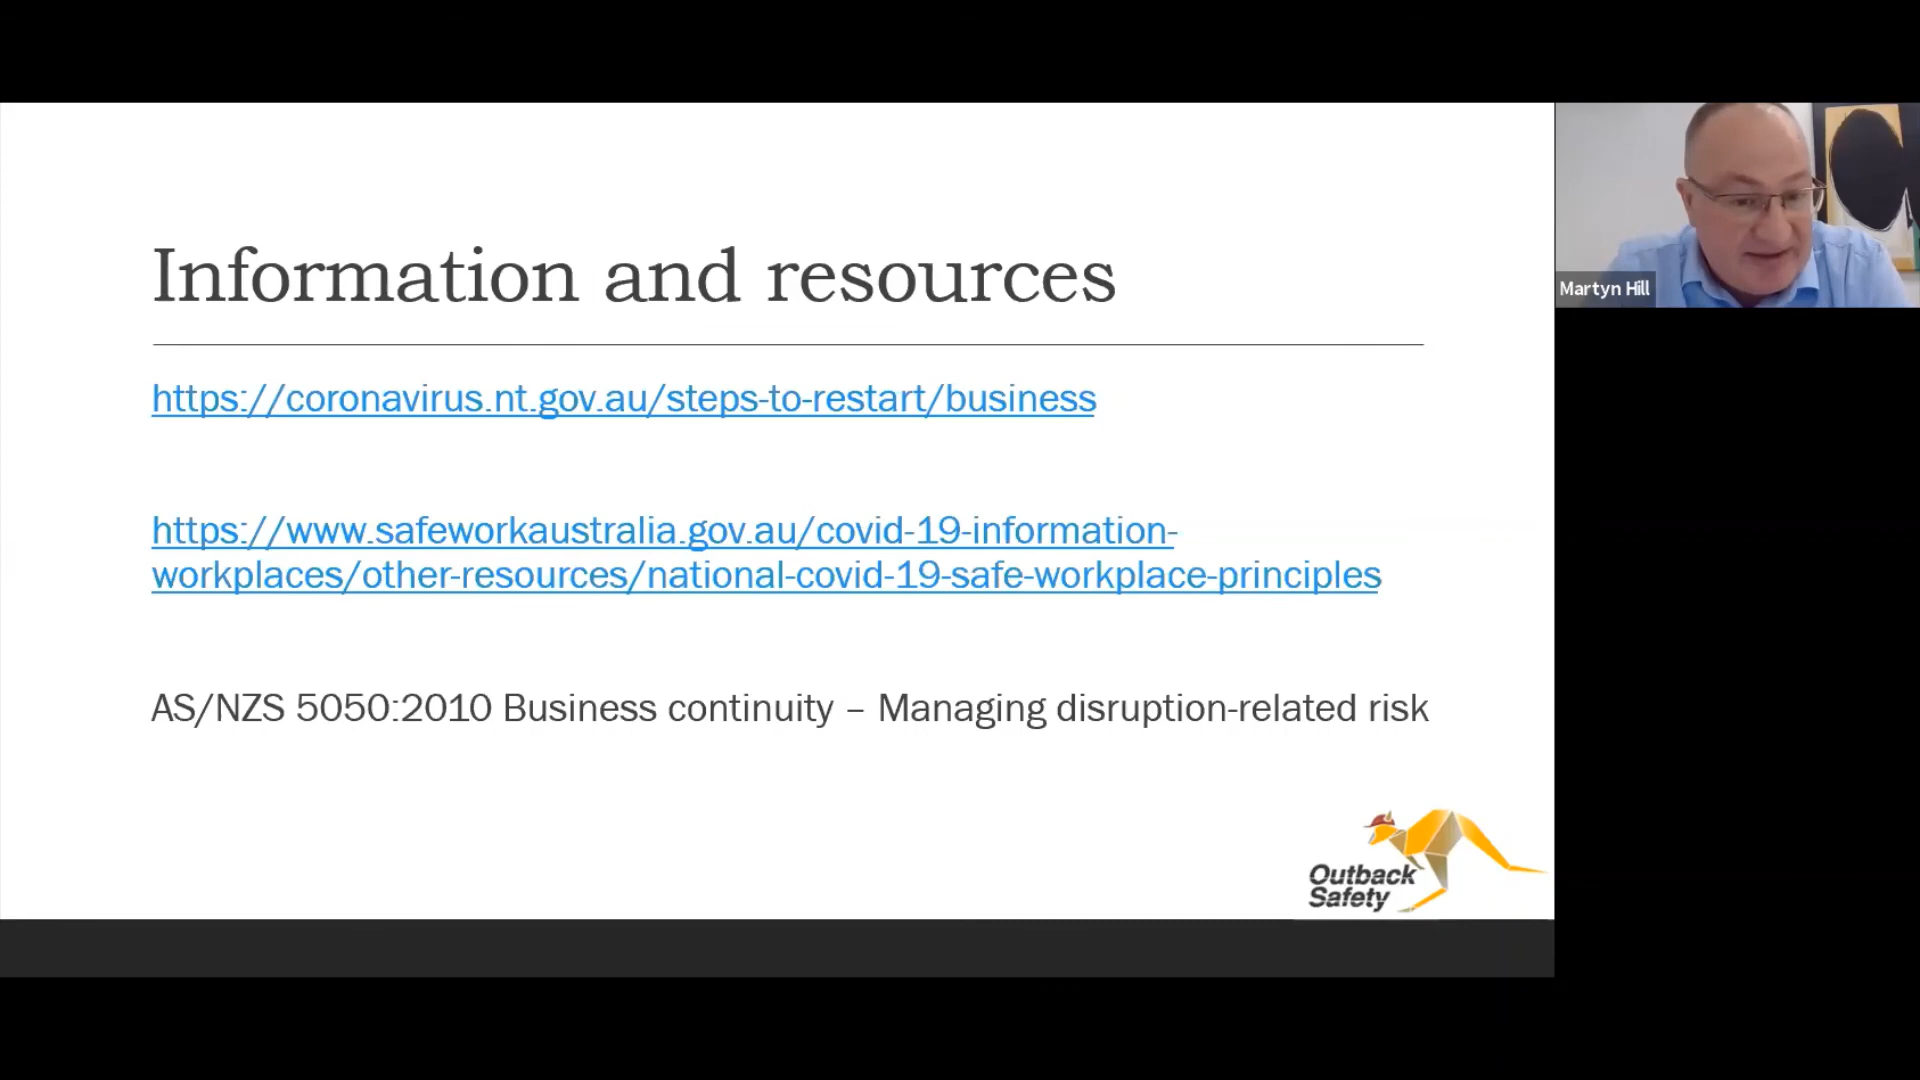 Information and resources
https://coronavirus.nt.gov.au/steps-to-restart/business
https://www.safeworkaustralia.gov.au/covid-19-information-
workplaces/other-resources/national-covid-19-safe-workplace-principles
AS/NZS 5050:2010 Business continuity – Managing disruption-related risk
Outback
Safety
Martyn Hill